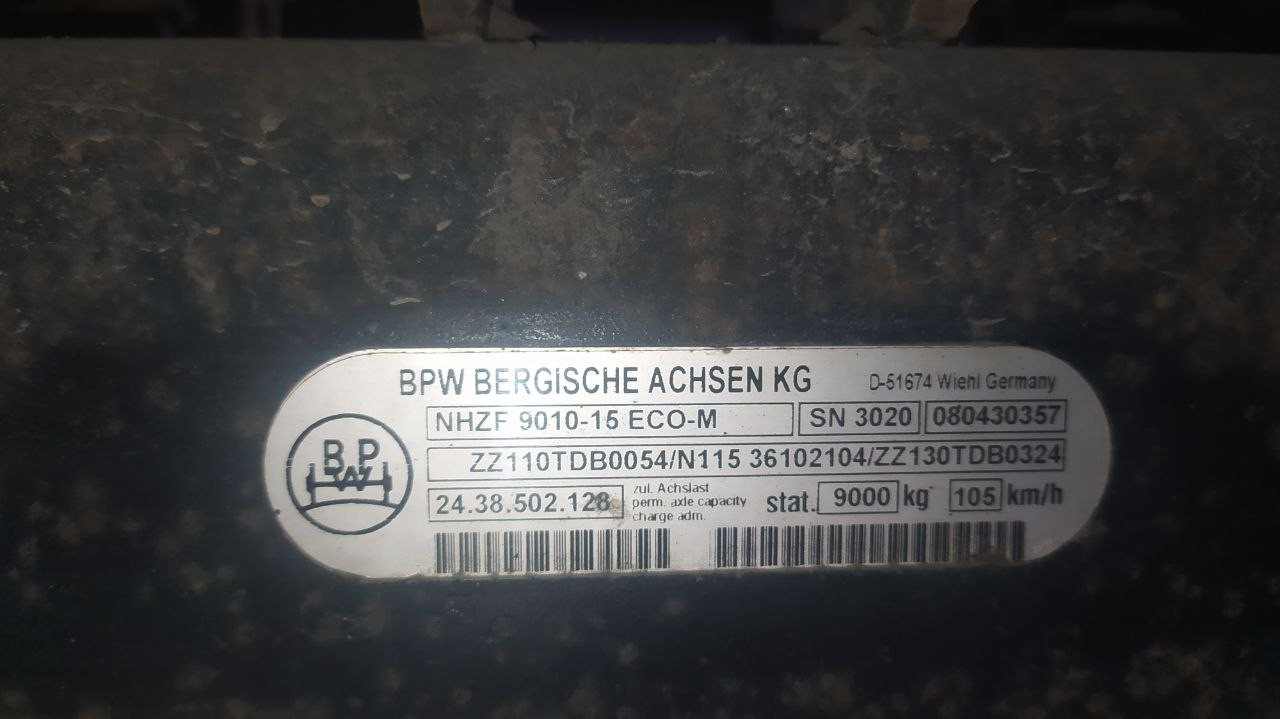 BPW BERGISCHE ACHSEN KG D-51674 Wiehl Germany
NHZF 9010-15 ECO-M SN 3020 080430357
ZZ110TDB0054/N115 36102104/ZZ130TDB0324
BPW
24.38.502.128 zul. Achslast
perm. axle capacity
charge adm.
stat. 9000 kg 105 km/h